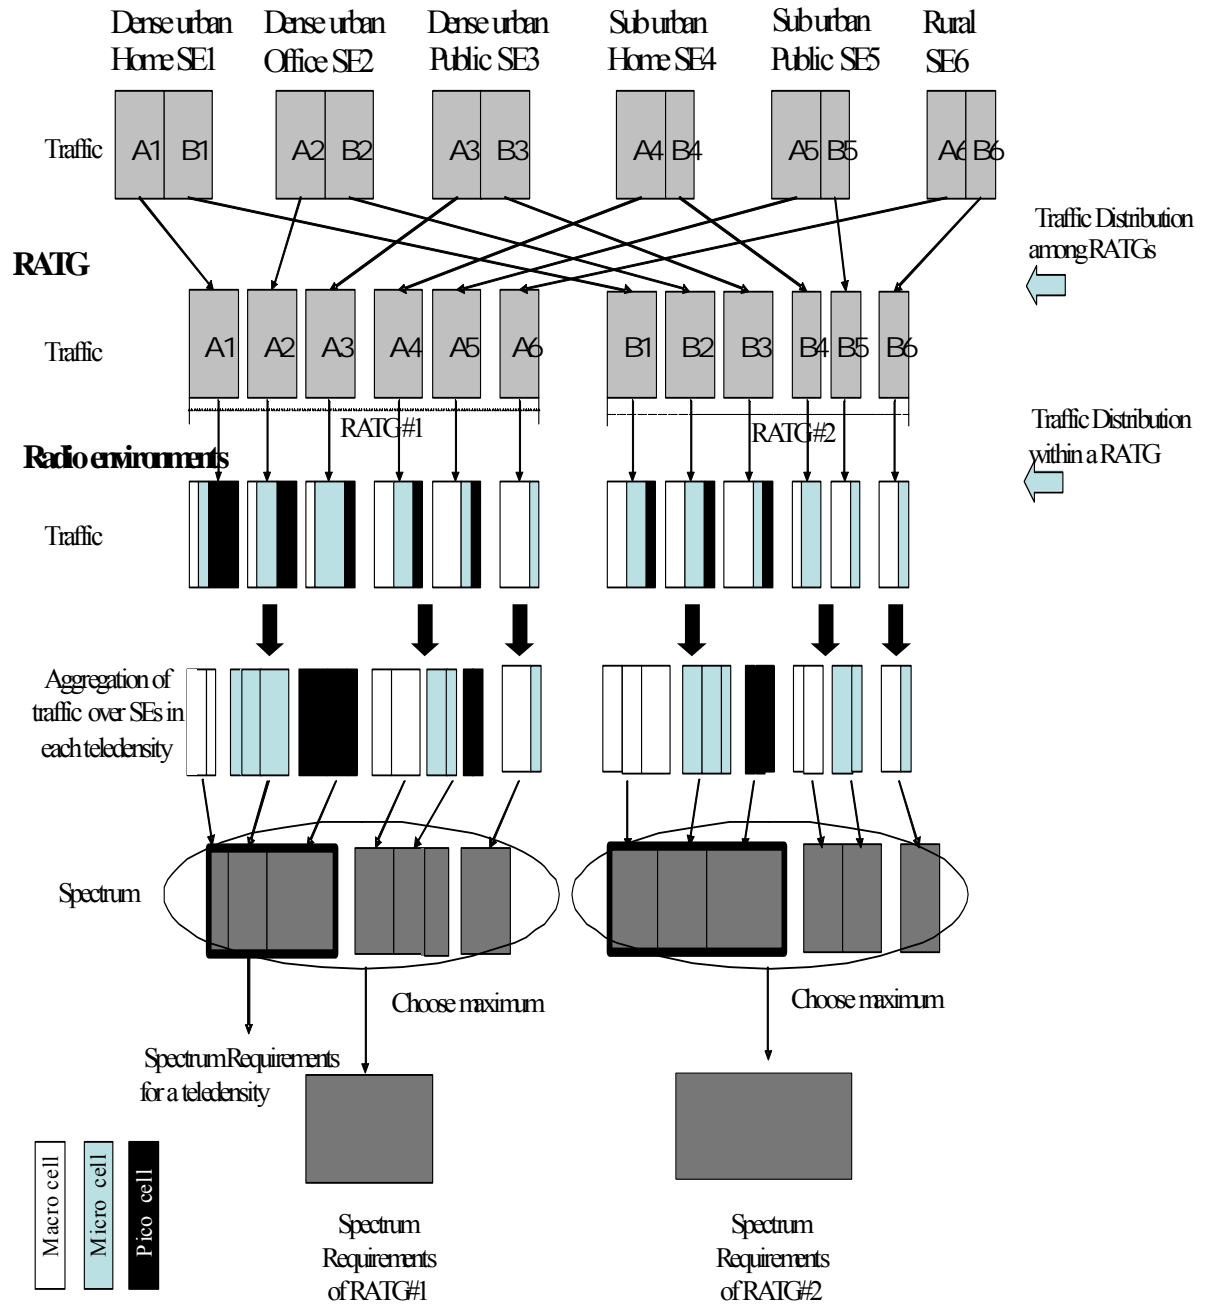 Dense urban
Home SE1
Dense urban
Office SE2
Dense urban
Public SE3
Sub urban
Home SE4
Sub urban
Public SE5
Rural
SE6
Traffic
A1 B1
A2 B2
A3 B3
A4 B4
A5 B5
A6 B6
Traffic Distribution
among RATGs
RATG
Traffic
A1
A2
A3
A4
A5
A6
B1
B2
B3
B4
B5
B6
RATG#1
RATG#2
Traffic Distribution
within a RATG
Radio environments
Traffic
Aggregation of
traffic over SEs in
each teledensity
Spectrum
Choose maximum
Choose maximum
Spectrum Requirements
for a teledensity
Macro cell
Micro cell
Pico cell
Spectrum
Requirements
of RATG#1
Spectrum
Requirements
of RATG#2